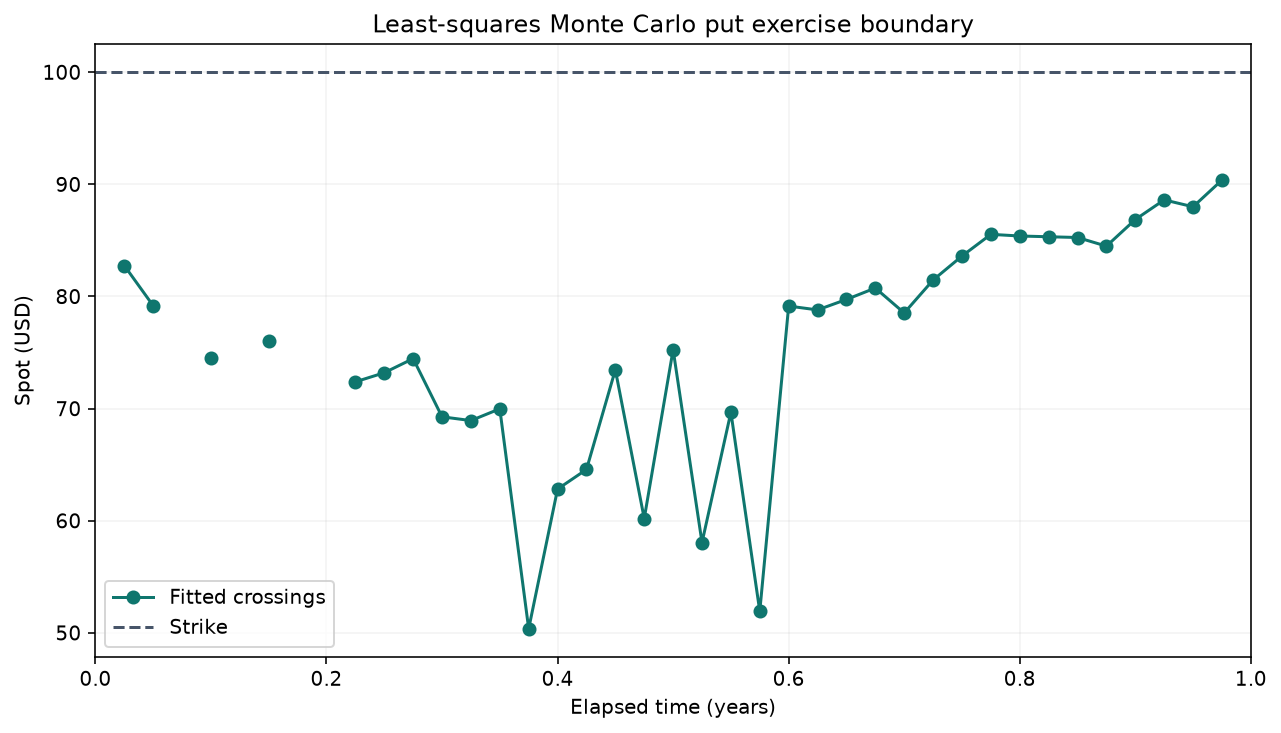 Least-squares Monte Carlo put exercise boundary
Spot (USD)
100
90
80
70
60
50
Fitted crossings
Strike
0.0 0.2 0.4 0.6 0.8 1.0
Elapsed time (years)